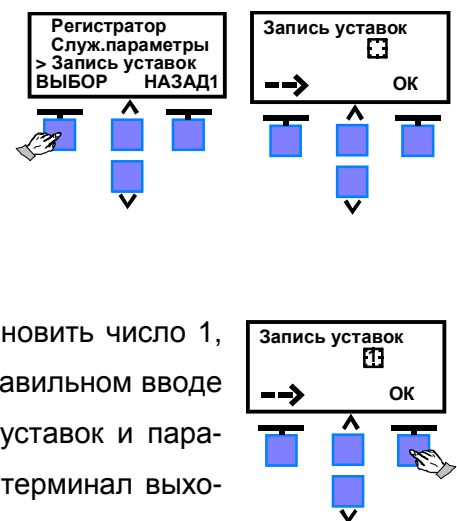 Регистратор
Служ.параметры
> Запись уставок
ВЫБОР НАЗАД1
Запись уставок
ОК
новить число 1,
авильном вводе
уставок и пара-
терминал выхо-
Запись уставок
1
ОК